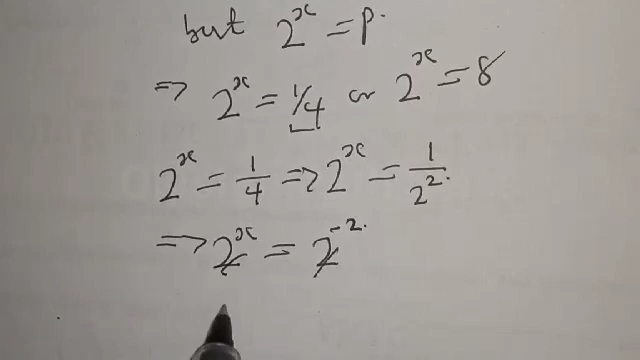 but 2^x = p.
=> 2^x = 1/4 or 2^x = 8
2^x = 1/4 => 2^x = 1/2^2.
=> 2^x = 2^-2.